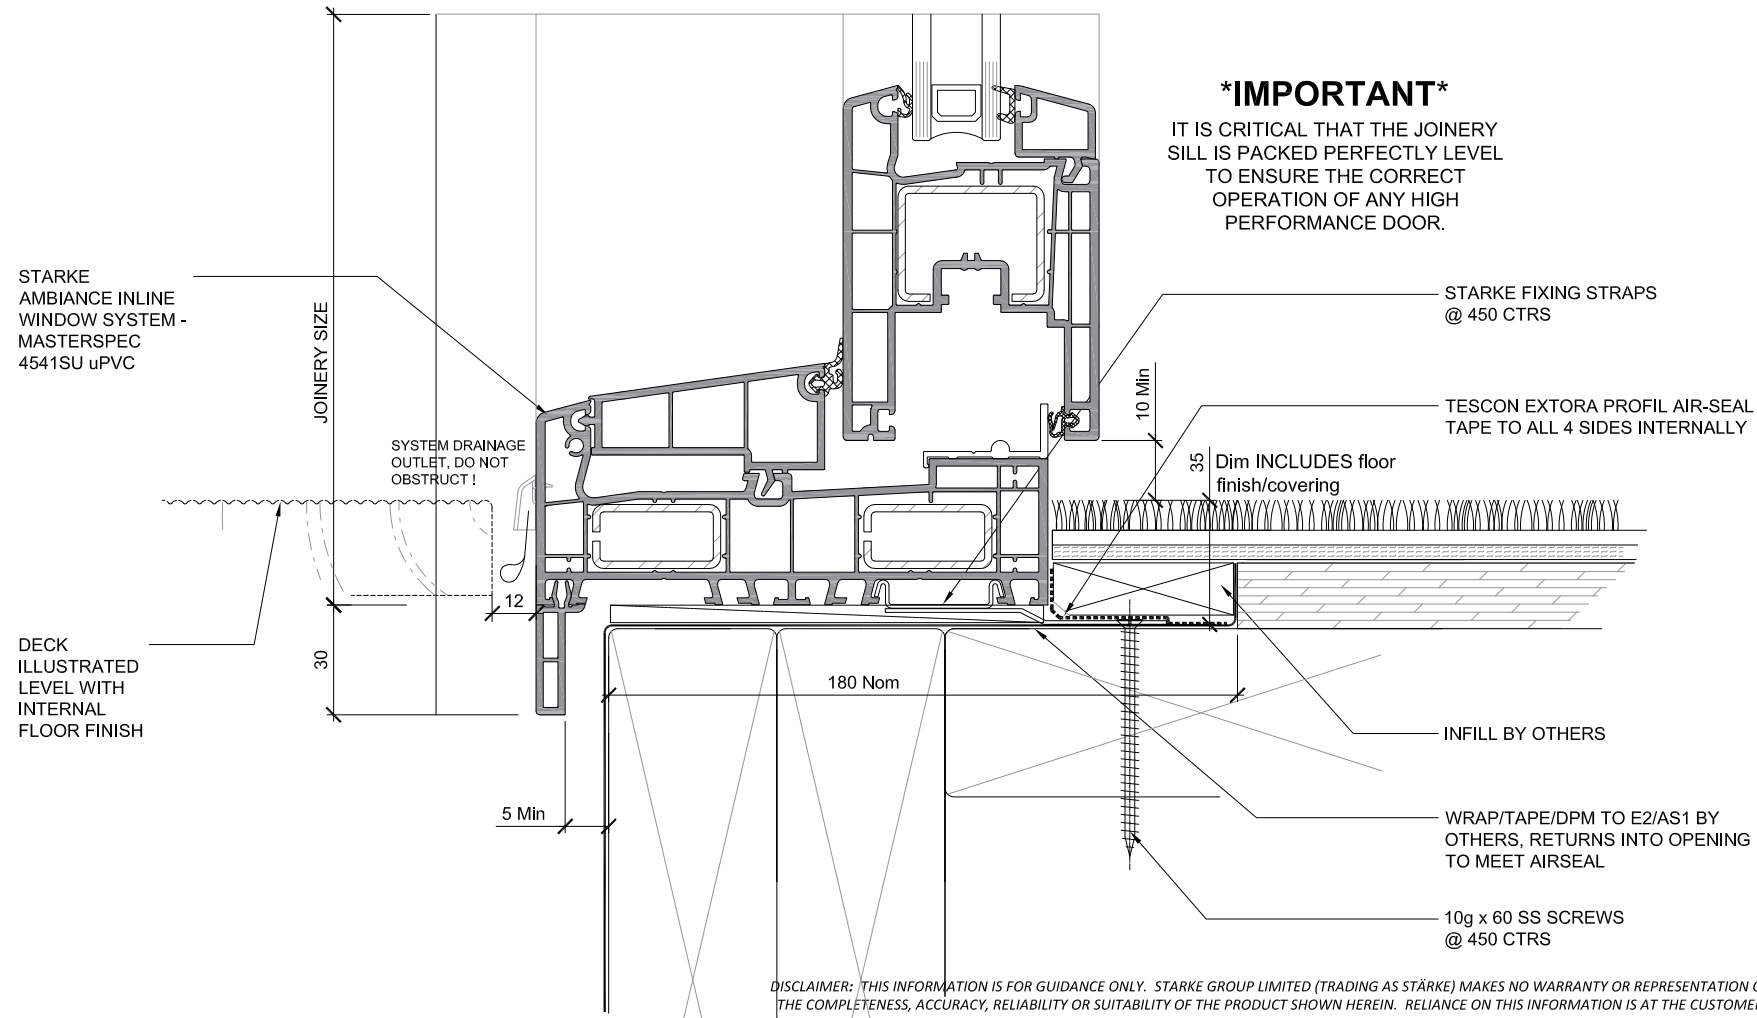 *IMPORTANT*
IT IS CRITICAL THAT THE JOINERY
SILL IS PACKED PERFECTLY LEVEL
TO ENSURE THE CORRECT
OPERATION OF ANY HIGH
PERFORMANCE DOOR.
STARKE
AMBIANCE INLINE
WINDOW SYSTEM -
MASTERSPEC
4541SU uPVC
JOINERY SIZE
STARKE FIXING STRAPS
@ 450 CTRS
10 Min
TESCON EXTORA PROFIL AIR-SEAL
TAPE TO ALL 4 SIDES INTERNALLY
SYSTEM DRAINAGE
OUTLET, DO NOT
OBSTRUCT !
35
Dim INCLUDES floor
finish/covering
12
DECK
ILLUSTRATED
LEVEL WITH
INTERNAL
FLOOR FINISH
30
180 Nom
INFILL BY OTHERS
5 Min
WRAP/TAPE/DPM TO E2/AS1 BY
OTHERS, RETURNS INTO OPENING
TO MEET AIRSEAL
10g x 60 SS SCREWS
@ 450 CTRS
DISCLAIMER: THIS INFORMATION IS FOR GUIDANCE ONLY. STARKE GROUP LIMITED (TRADING AS STÄRKE) MAKES NO WARRANTY OR REPRESENTATION
THE COMPLETENESS, ACCURACY, RELIABILITY OR SUITABILITY OF THE PRODUCT SHOWN HEREIN. RELIANCE ON THIS INFORMATION IS AT THE CUSTOME